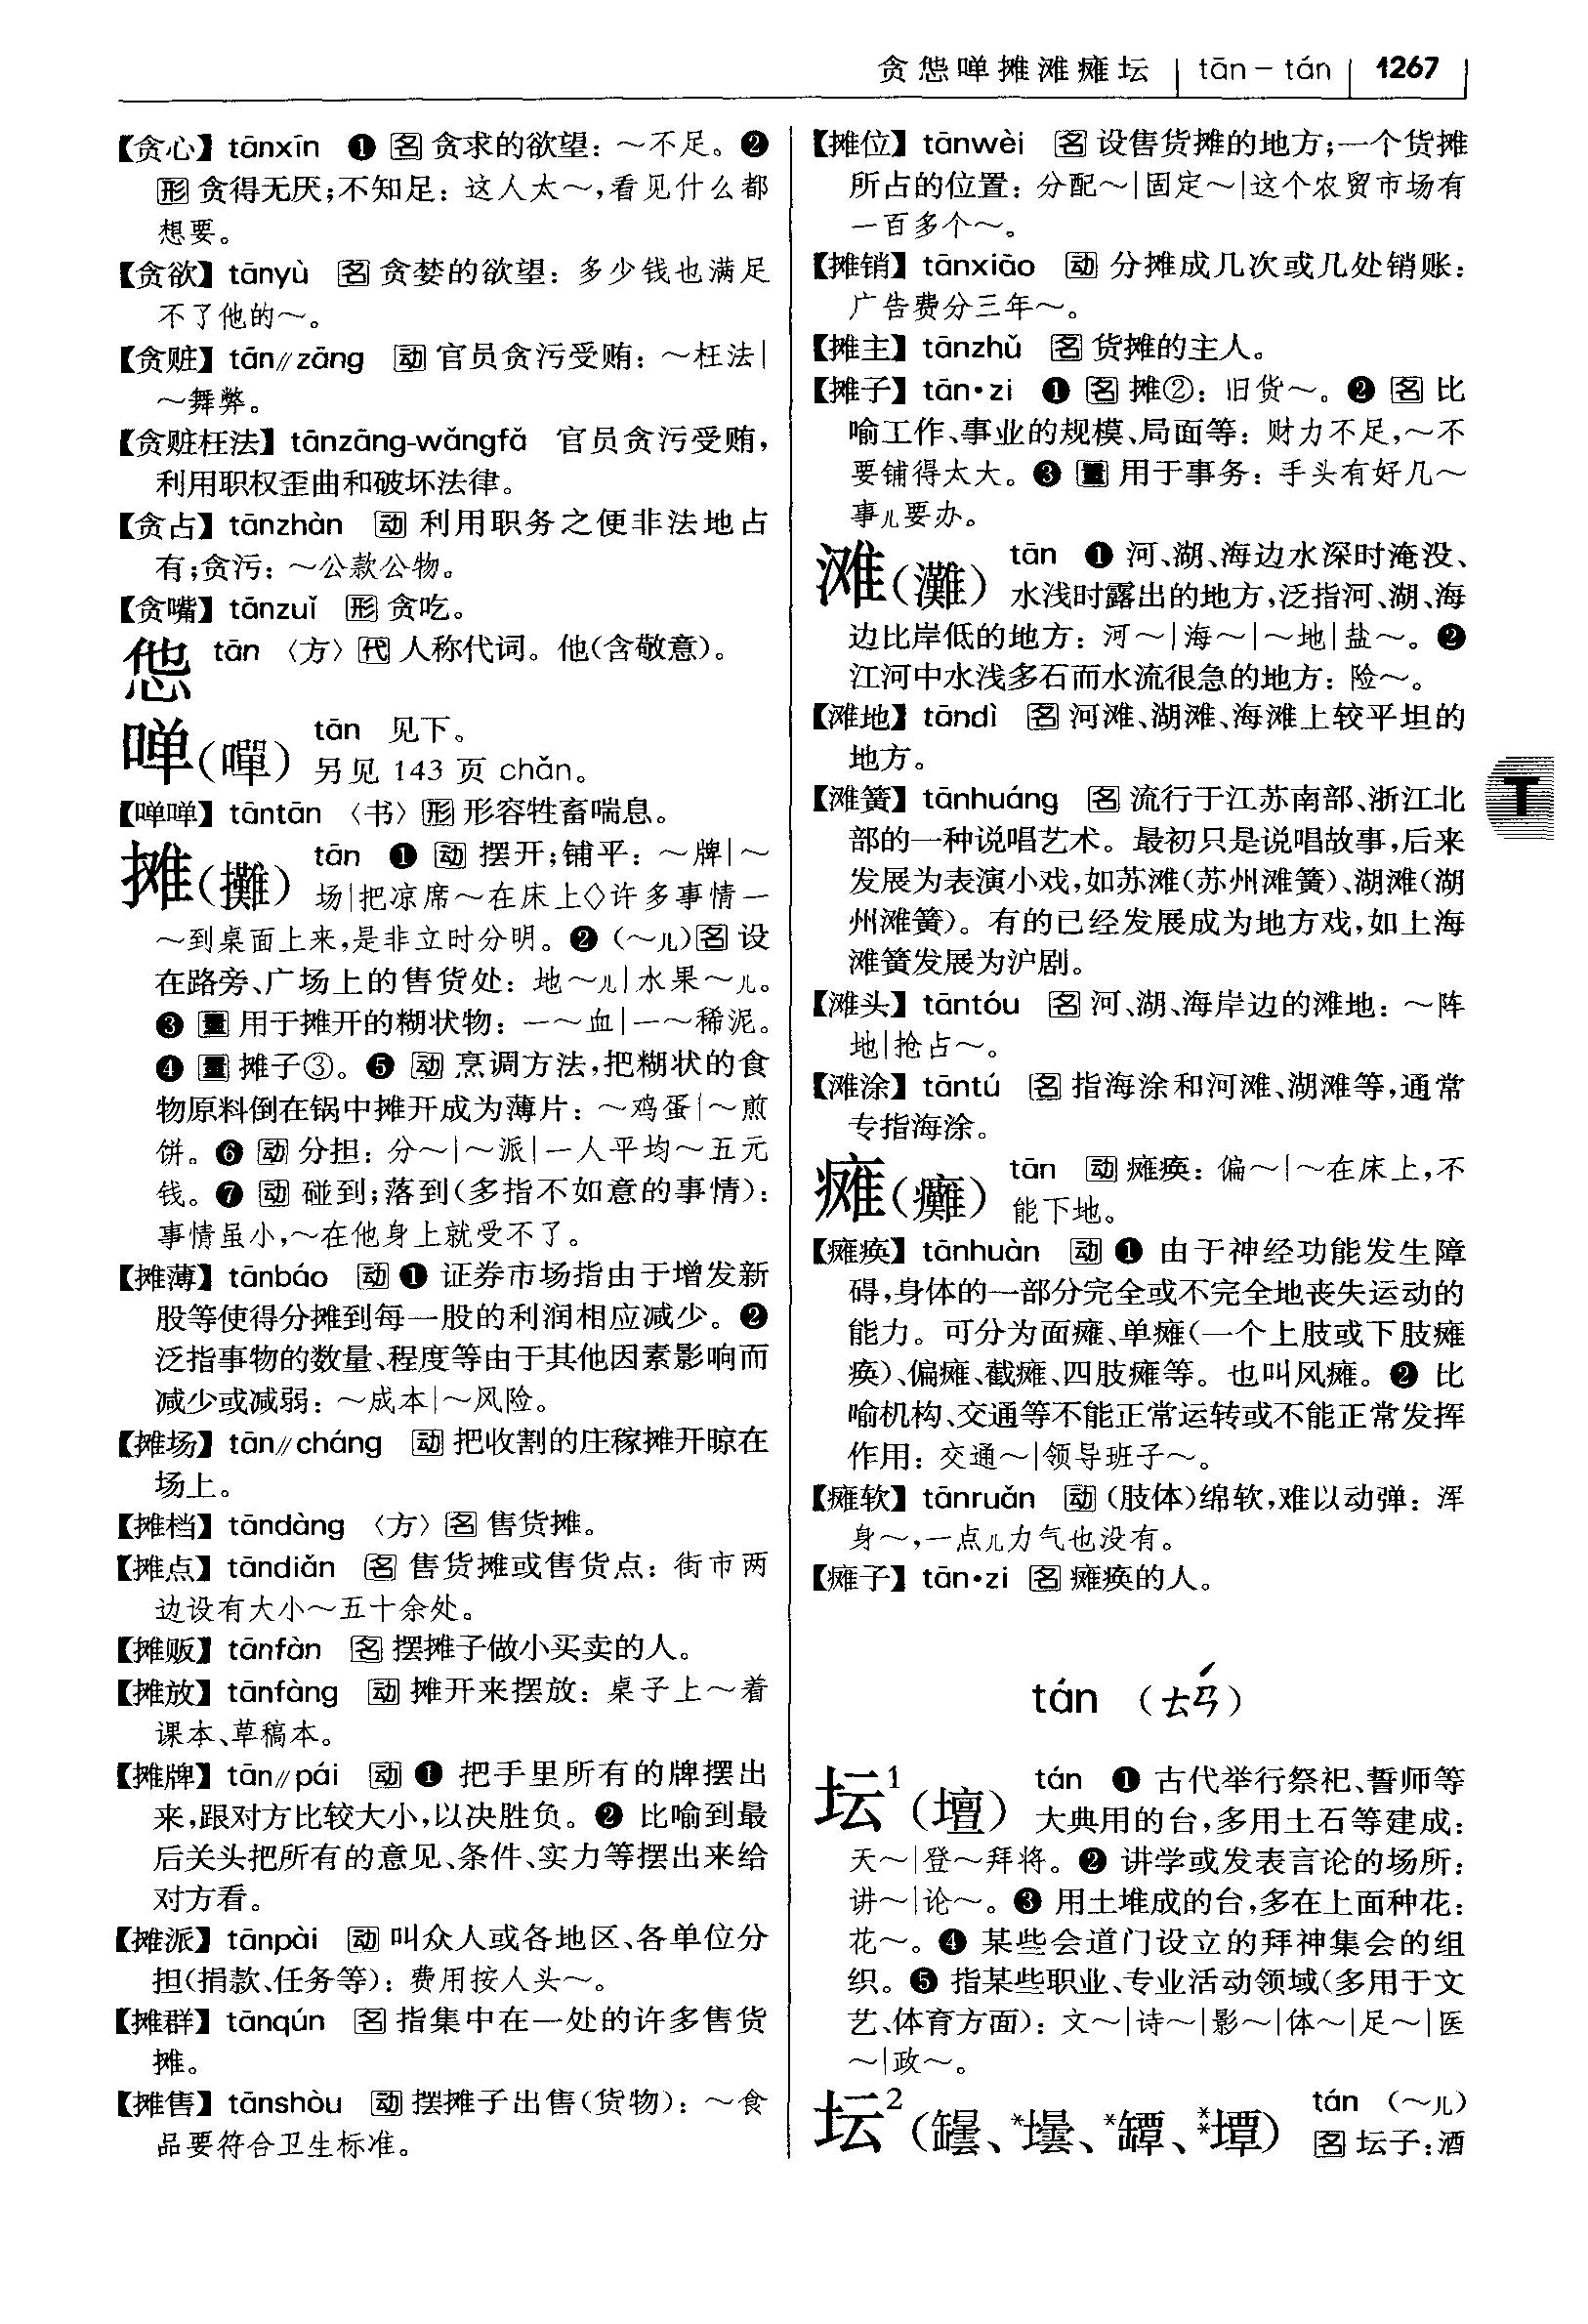 贪怹啴摊滩瘫坛 | tān – tán | 1267
【贪心】 tānxīn ❶ 名 贪求的欲望：～不足。❷
形 贪得无厌；不知足：这人太～，看见什么都
想要。
【贪欲】 tānyù 名 贪婪的欲望：多少钱也满足
不了他的～。
【贪赃】 tān∥zāng 动 官员贪污受贿：～枉法｜
～舞弊。
【贪赃枉法】 tānzāng-wǎngfǎ 官员贪污受贿，
利用职权歪曲和破坏法律。
【贪占】 tānzhàn 动 利用职务之便非法地占
有；贪污：～公款公物。
【贪嘴】 tānzuǐ 形 贪吃。
怹 tān〈方〉代 人称代词。他（含敬意）。
啴（嘽） tān 见下。
另见 143 页 chǎn。
【啴啴】 tāntān〈书〉形 形容牲畜喘息。
摊（攤） tān ❶ 动 摆开；铺平：～牌｜～
场｜把凉席～在床上◇许多事情一
～到桌面上来，是非立时分明。❷（～儿）名 设
在路旁、广场上的售货处：地～儿｜水果～儿。
❸ 量 用于摊开的糊状物：一～血｜一～稀泥。
❹ 量 摊子③。❺ 动 烹调方法，把糊状的食
物原料倒在锅中摊开成为薄片：～鸡蛋｜～煎
饼。❻ 动 分担：分～｜～派｜一人平均～五元
钱。❼ 动 碰到；落到（多指不如意的事情）：
事情虽小，～在他身上就受不了。
【摊薄】 tānbáo 动 ❶ 证券市场指由于增发新
股等使得分摊到每一股的利润相应减少。❷
泛指事物的数量、程度等由于其他因素影响而
减少或减弱：～成本｜～风险。
【摊场】 tān∥cháng 动 把收割的庄稼摊开晾在
场上。
【摊档】 tāndàng〈方〉名 售货摊。
【摊点】 tāndiǎn 名 售货摊或售货点：街市两
边设有大小～五十余处。
【摊贩】 tānfàn 名 摆摊子做小买卖的人。
【摊放】 tānfàng 动 摊开来摆放：桌子上～着
课本、草稿本。
【摊牌】 tān∥pái 动 ❶ 把手里所有的牌摆出
来，跟对方比较大小，以决胜负。❷ 比喻到最
后关头把所有的意见、条件、实力等摆出来给
对方看。
【摊派】 tānpài 动 叫众人或各地区、各单位分
担（捐款、任务等）：费用按人头～。
【摊群】 tānqún 名 指集中在一处的许多售货
摊。
【摊售】 tānshòu 动 摆摊子出售（货物）：～食
品要符合卫生标准。
【摊位】 tānwèi 名 设售货摊的地方；一个货摊
所占的位置：分配～｜固定～｜这个农贸市场有
一百多个～。
【摊销】 tānxiāo 动 分摊成几次或几处销账：
广告费分三年～。
【摊主】 tānzhǔ 名 货摊的主人。
【摊子】 tān·zi ❶ 名 摊②：旧货～。❷ 名 比
喻工作、事业的规模、局面等：财力不足，～不
要铺得太大。❸ 量 用于事务：手头有好几～
事儿要办。
滩（灘） tān ❶ 河、湖、海边水深时淹没、
水浅时露出的地方，泛指河、湖、海
边比岸低的地方：河～｜海～｜～地｜盐～。❷
江河中水浅多石而水流很急的地方：险～。
【滩地】 tāndì 名 河滩、湖滩、海滩上较平坦的
地方。
【滩簧】 tānhuáng 名 流行于江苏南部、浙江北
部的一种说唱艺术。最初只是说唱故事，后来
发展为表演小戏，如苏滩（苏州滩簧）、湖滩（湖
州滩簧）。有的已经发展成为地方戏，如上海
滩簧发展为沪剧。
【滩头】 tāntóu 名 河、湖、海岸边的滩地：～阵
地｜抢占～。
【滩涂】 tāntú 名 指海涂和河滩、湖滩等，通常
专指海涂。
瘫（癱） tān 动 瘫痪：偏～｜～在床上，不
能下地。
【瘫痪】 tānhuàn 动 ❶ 由于神经功能发生障
碍，身体的一部分完全或不完全地丧失运动的
能力。可分为面瘫、单瘫（一个上肢或下肢瘫
痪）、偏瘫、截瘫、四肢瘫等。也叫风瘫。❷ 比
喻机构、交通等不能正常运转或不能正常发挥
作用：交通～｜领导班子～。
【瘫软】 tānruǎn 动（肢体）绵软，难以动弹：浑
身～，一点儿力气也没有。
【瘫子】 tān·zi 名 瘫痪的人。
T
tán （ㄊㄢˊ）
坛¹（壇） tán ❶ 古代举行祭祀、誓师等
大典用的台，多用土石等建成：
天～｜登～拜将。❷ 讲学或发表言论的场所：
讲～｜论～。❸ 用土堆成的台，多在上面种花：
花～。❹ 某些会道门设立的拜神集会的组
织。❺ 指某些职业、专业活动领域（多用于文
艺、体育方面）：文～｜诗～｜影～｜体～｜足～｜医
～｜政～。
坛²（罎、*壜、*罈、**墰） tán （～儿）
名 坛子：酒